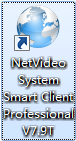 NetVideo
System
Smart Client
Professional
V7.9T